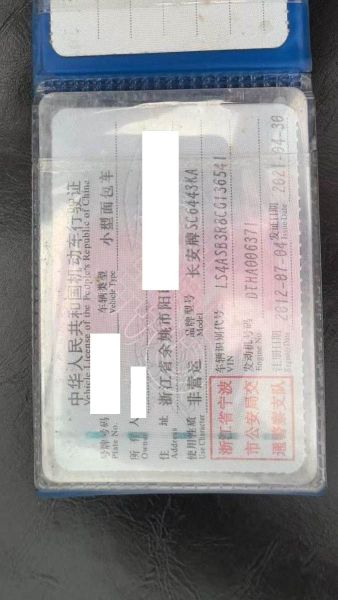 中华人民共和国机动车行驶证
Vehicle License of the People's Republic of China
号牌号码 车辆类型 小型面包车
Plate No. Vehicle Type
所有人
Owner
住址 浙江省余姚市阳
Address
使用性质 非营运 品牌型号 长安牌SC6443KA
Use Character Model
浙江省宁波
市公安局交
通警察支队
车辆识别代号 LS4ASB3R8CG136541
VIN
发动机号码 DFHA006371
Engine No.
注册日期 2012-07-04 发证日期 2021-04-30
Issue Date